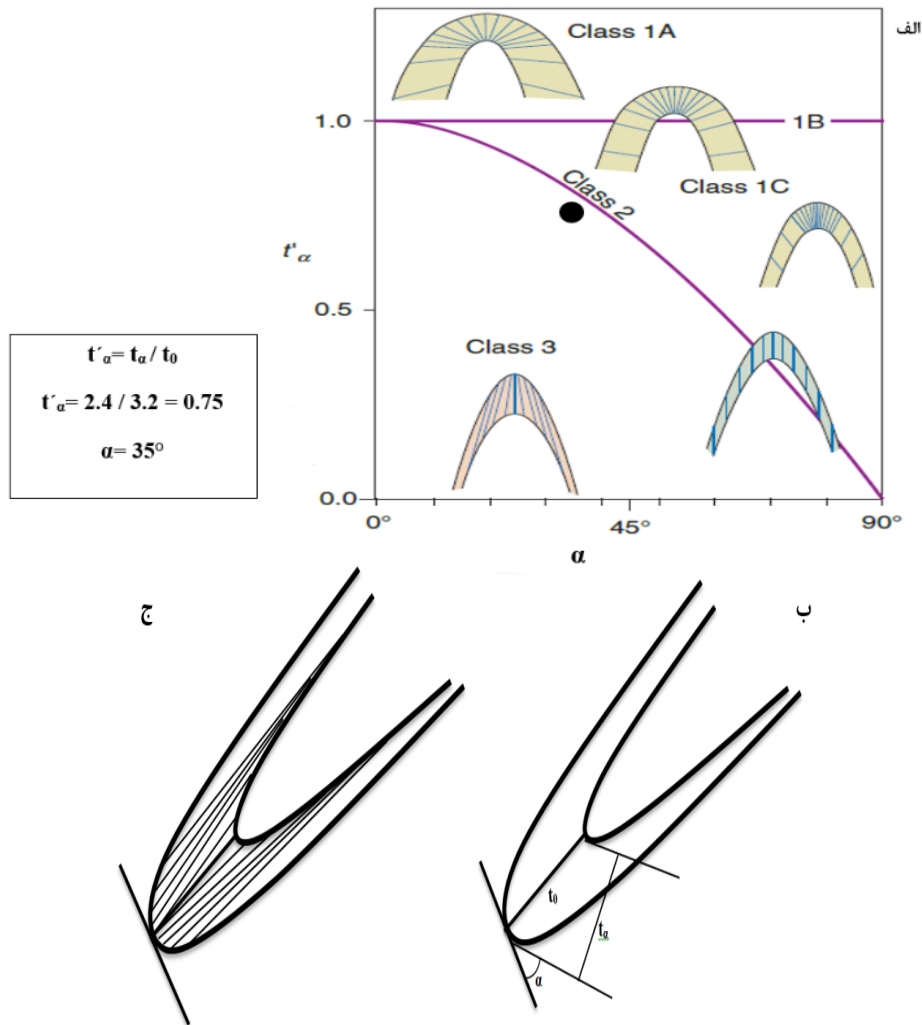 الف
Class 1A
1.0
1B
Class 1C
Class 2
t'α
0.5
Class 3
t´α= tα / t0
t´α= 2.4 / 3.2 = 0.75
α= 35°
0.0
0°
45°
90°
α
ج
ب
t0
tα
α